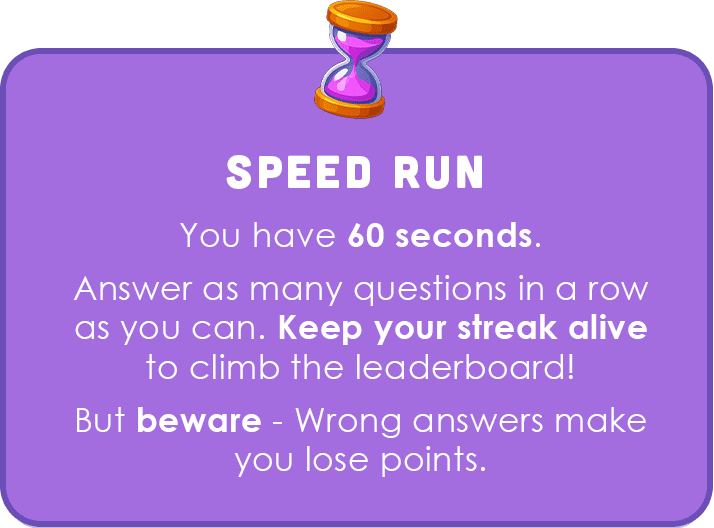 SPEED RUN
You have 60 seconds.
Answer as many questions in a row
as you can. Keep your streak alive
to climb the leaderboard!
But beware - Wrong answers make
you lose points.